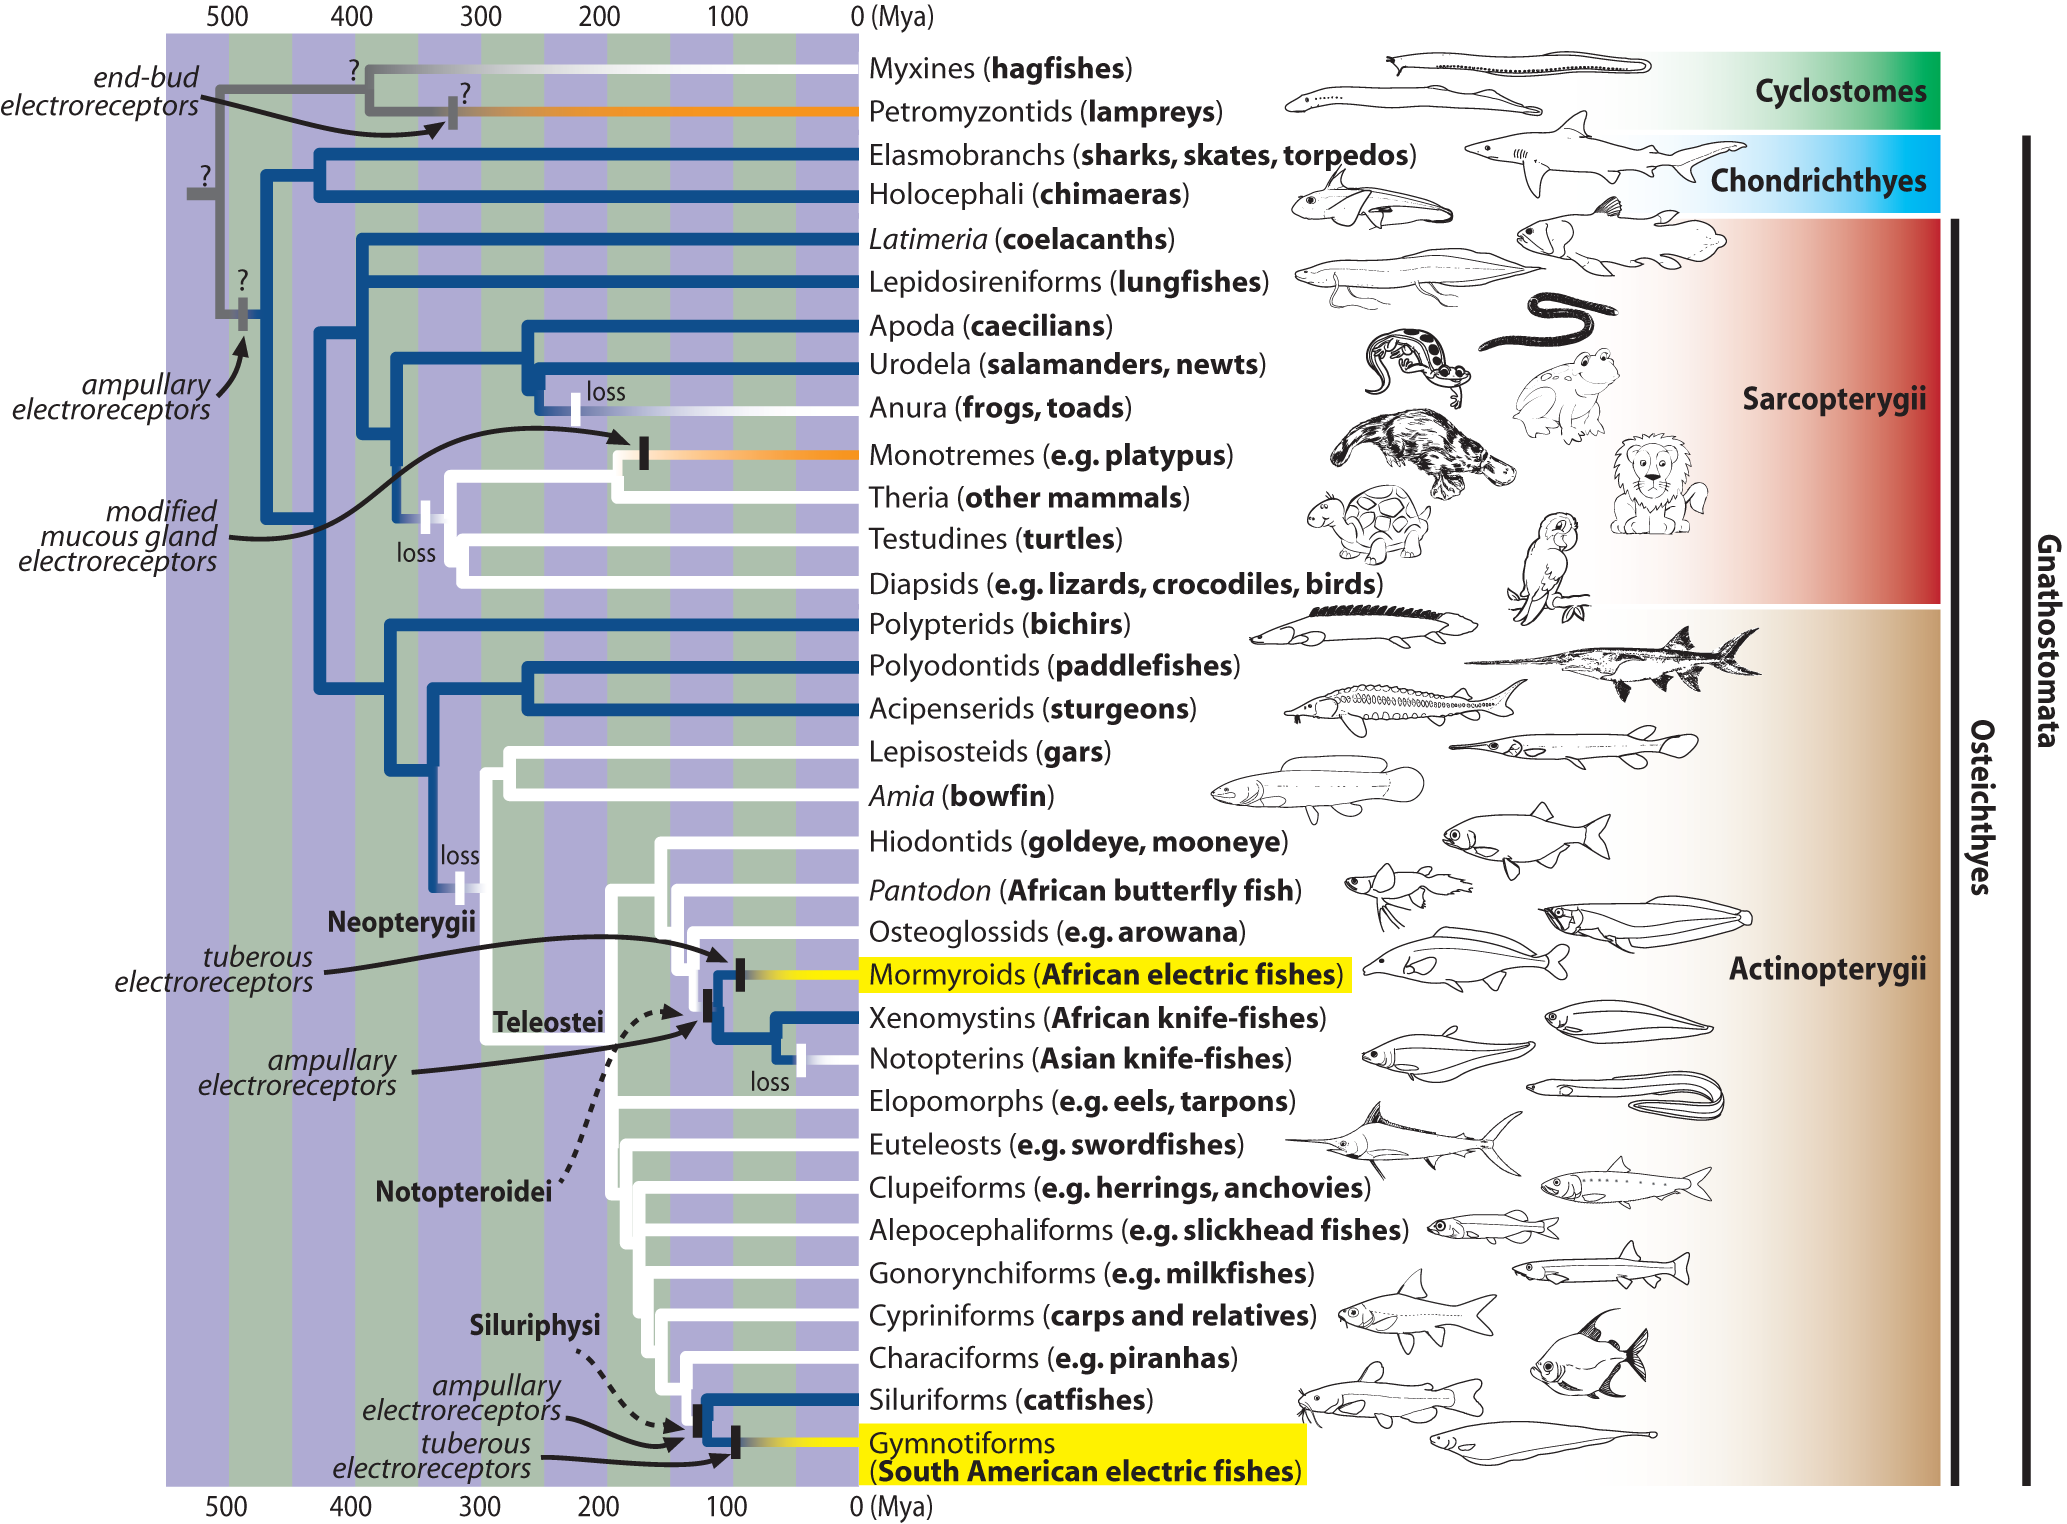 500 400 300 200 100 0 (Mya)
end-bud
electroreceptors
?
?
?
?
ampullary
electroreceptors
modified
mucous gland
electroreceptors
loss
loss
loss
Neopterygii
tuberous
electroreceptors
Teleostei
ampullary
electroreceptors
loss
Notopteroidei
Siluriphysi
ampullary
electroreceptors
tuberous
electroreceptors
Myxines (hagfishes)
Petromyzontids (lampreys)
Elasmobranchs (sharks, skates, torpedos)
Holocephali (chimaeras)
Latimeria (coelacanths)
Lepidosireniforms (lungfishes)
Apoda (caecilians)
Urodela (salamanders, newts)
Anura (frogs, toads)
Monotremes (e.g. platypus)
Theria (other mammals)
Testudines (turtles)
Diapsids (e.g. lizards, crocodiles, birds)
Polypterids (bichirs)
Polyodontids (paddlefishes)
Acipenserids (sturgeons)
Lepisosteids (gars)
Amia (bowfin)
Hiodontids (goldeye, mooneye)
Pantodon (African butterfly fish)
Osteoglossids (e.g. arowana)
Mormyroids (African electric fishes)
Xenomystins (African knife-fishes)
Notopterins (Asian knife-fishes)
Elopomorphs (e.g. eels, tarpons)
Euteleosts (e.g. swordfishes)
Clupeiforms (e.g. herrings, anchovies)
Alepocephaliforms (e.g. slickhead fishes)
Gonorynchiforms (e.g. milkfishes)
Cypriniforms (carps and relatives)
Characiforms (e.g. piranhas)
Siluriforms (catfishes)
Gymnotiforms
(South American electric fishes)
Cyclostomes
Chondrichthyes
Sarcopterygii
Actinopterygii
Osteichthyes
Gnathostomata
500 400 300 200 100 0 (Mya)